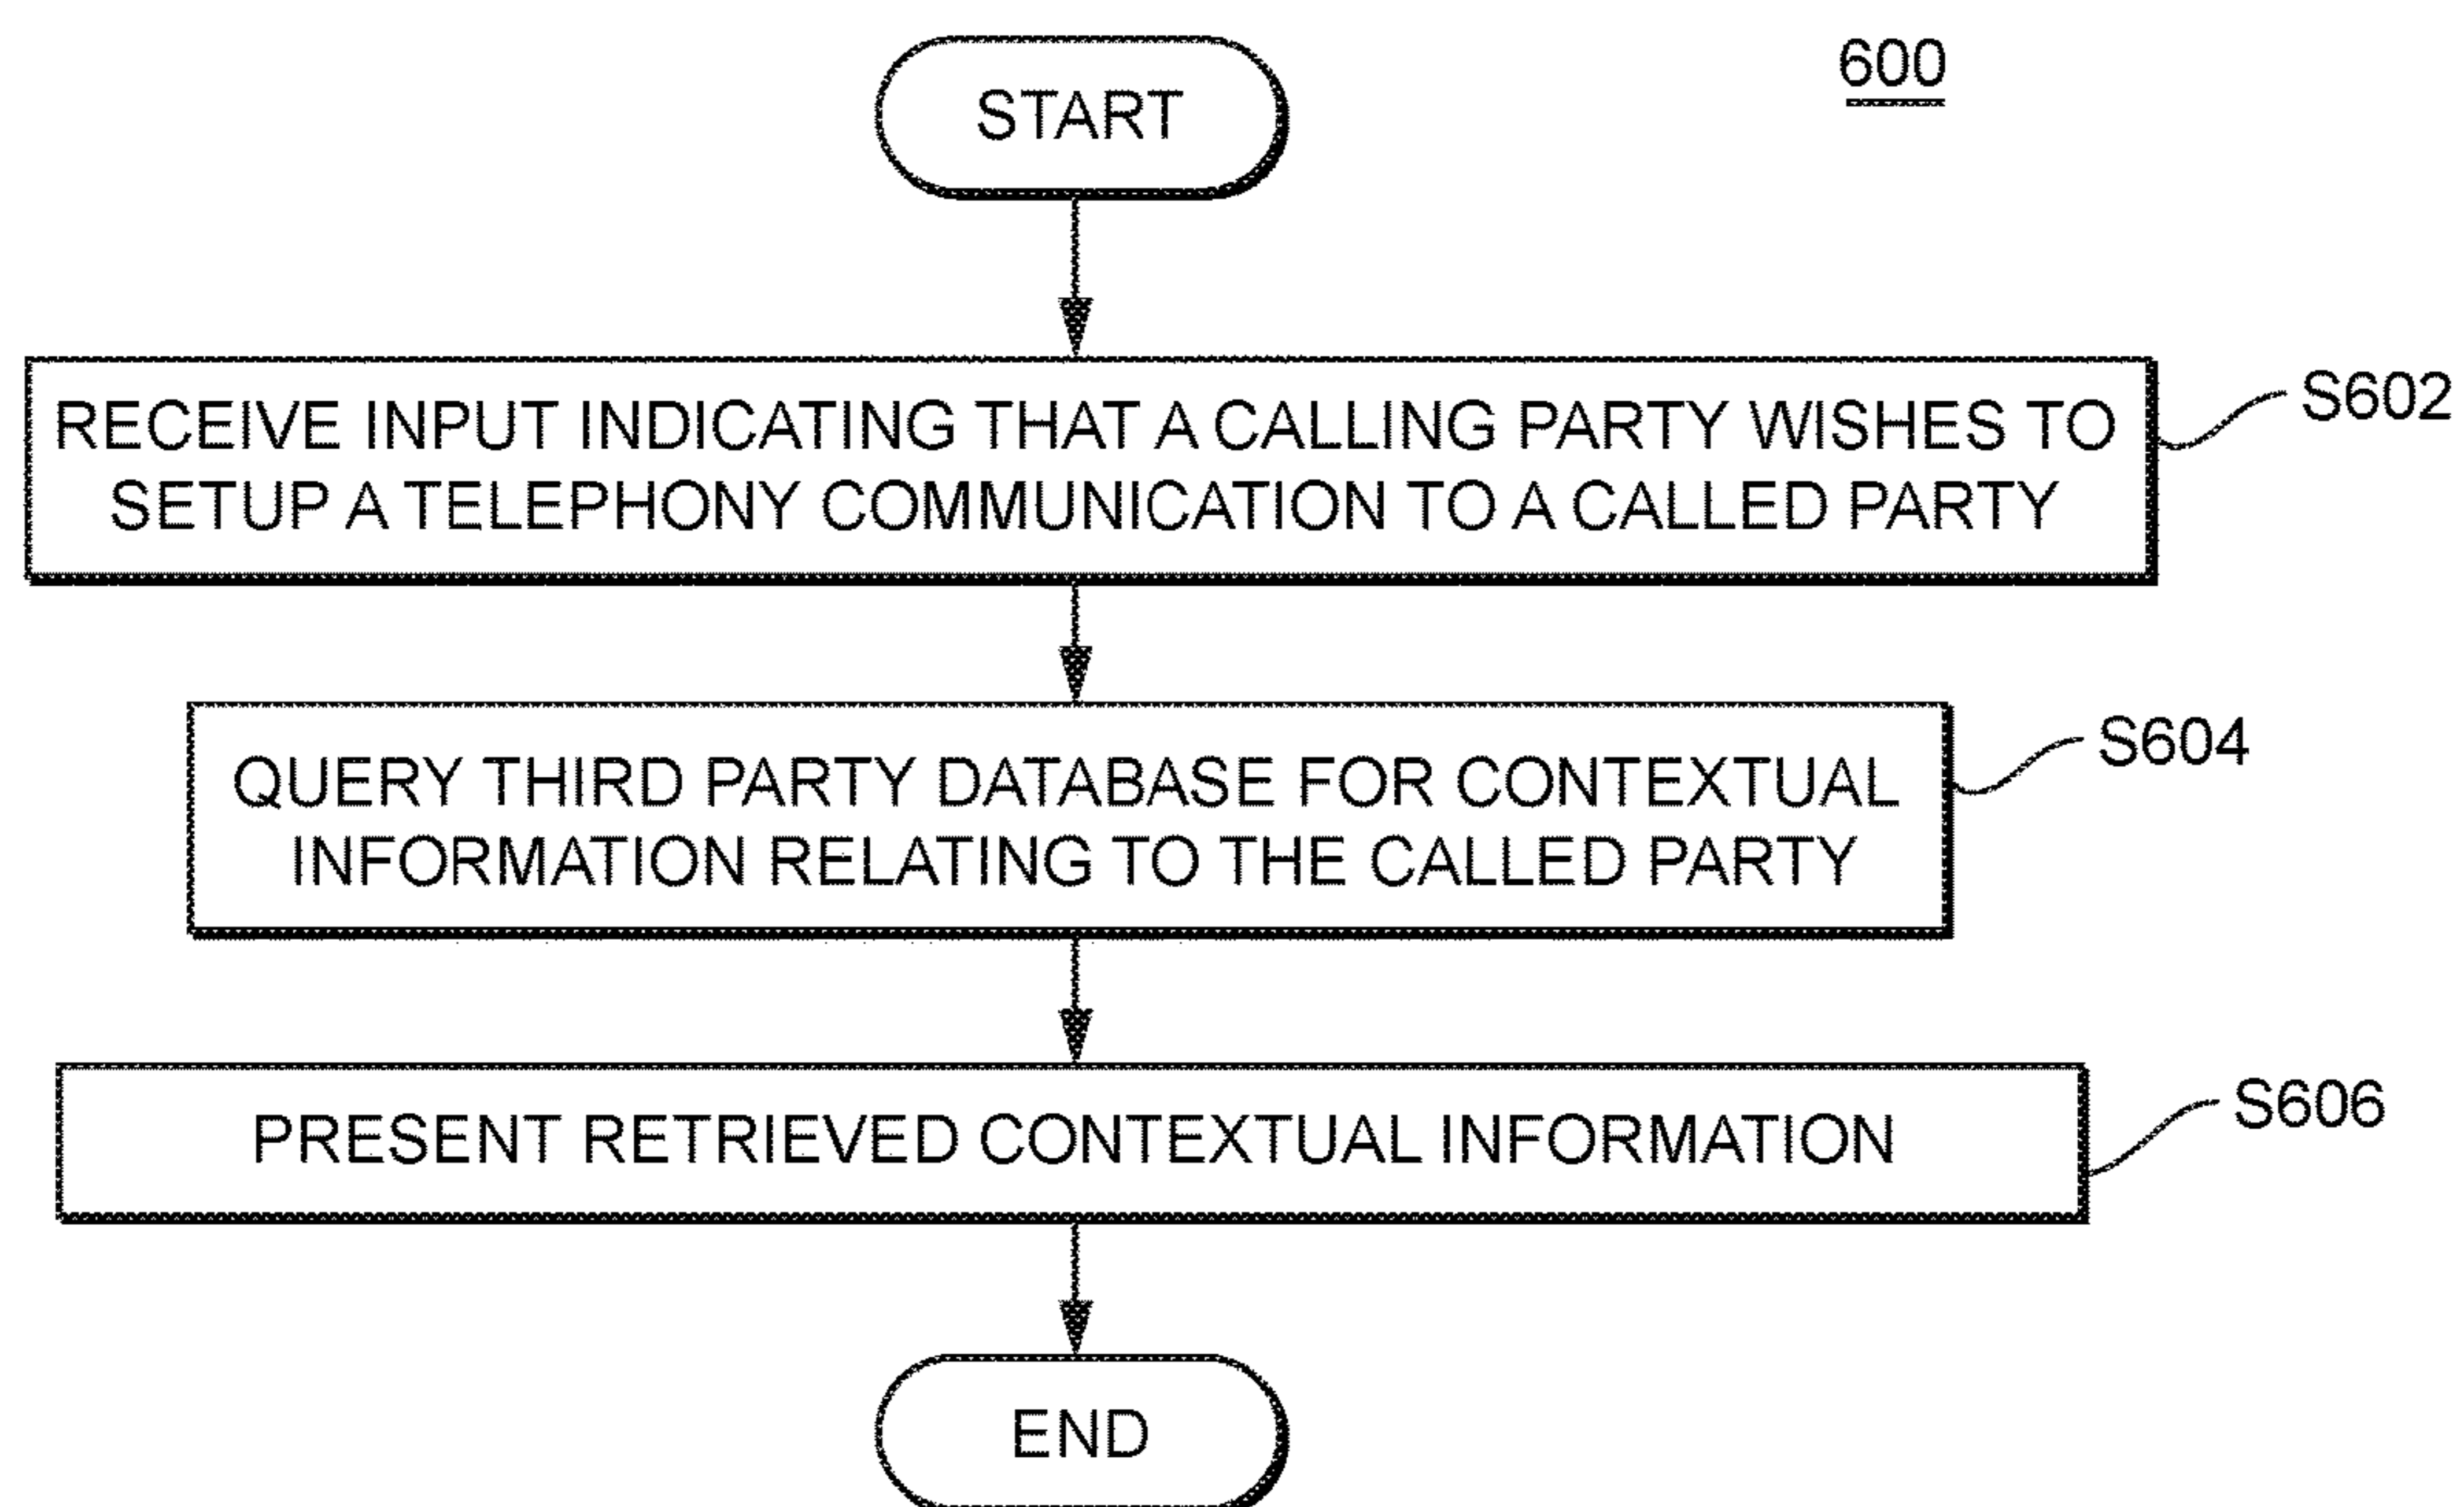 600
START
RECEIVE INPUT INDICATING THAT A CALLING PARTY WISHES TO
SETUP A TELEPHONY COMMUNICATION TO A CALLED PARTY
S602
QUERY THIRD PARTY DATABASE FOR CONTEXTUAL
INFORMATION RELATING TO THE CALLED PARTY
S604
PRESENT RETRIEVED CONTEXTUAL INFORMATION
S606
END